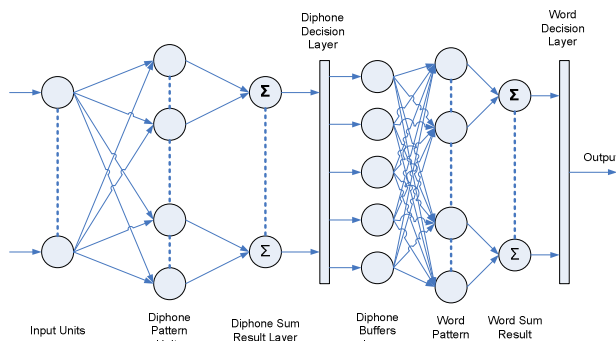 Diphone
Decision
Layer
Word
Decision
Layer
Σ
Σ
Output
Σ
Σ
Input Units
Diphone
Pattern
Diphone Sum
Result Layer
Diphone
Buffers
Word
Pattern
Word Sum
Result